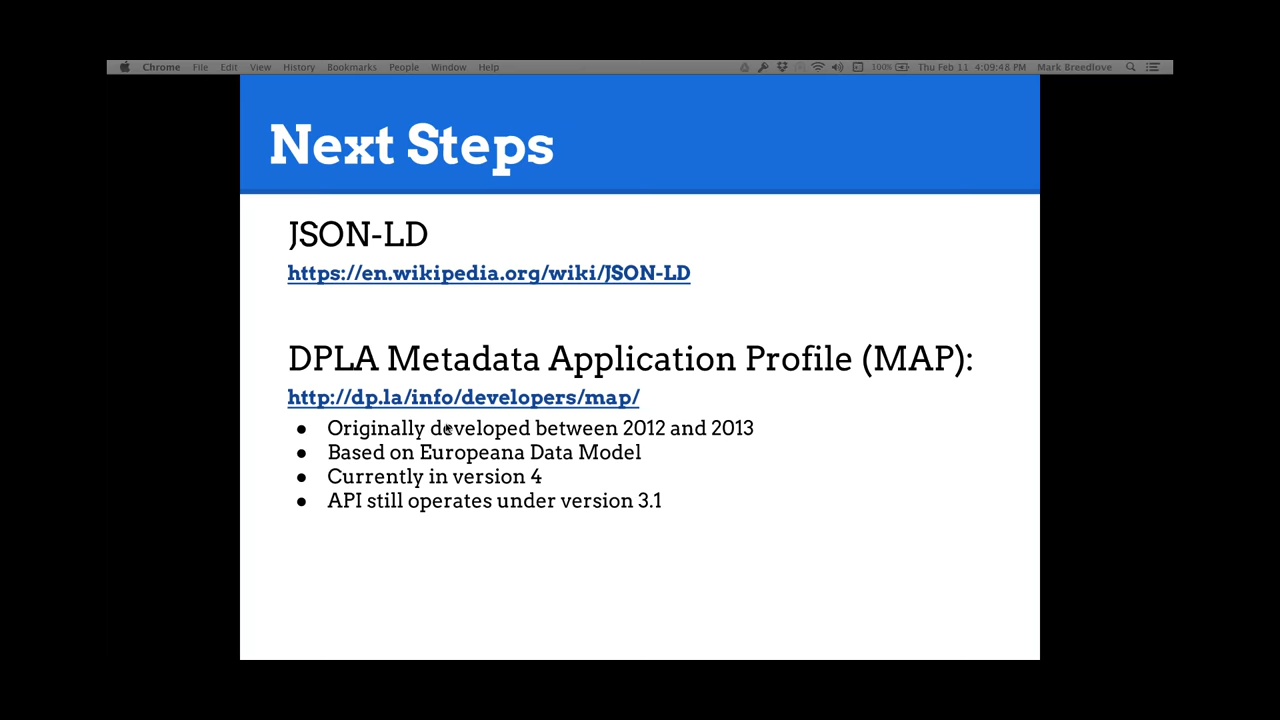 Chrome File Edit View History Bookmarks People Window Help 100% Thu Feb 11 4:09:48 PM Mark Breedlove
Next Steps
JSON-LD
https://en.wikipedia.org/wiki/JSON-LD
DPLA Metadata Application Profile (MAP):
http://dp.la/info/developers/map/
● Originally developed between 2012 and 2013
● Based on Europeana Data Model
● Currently in version 4
● API still operates under version 3.1